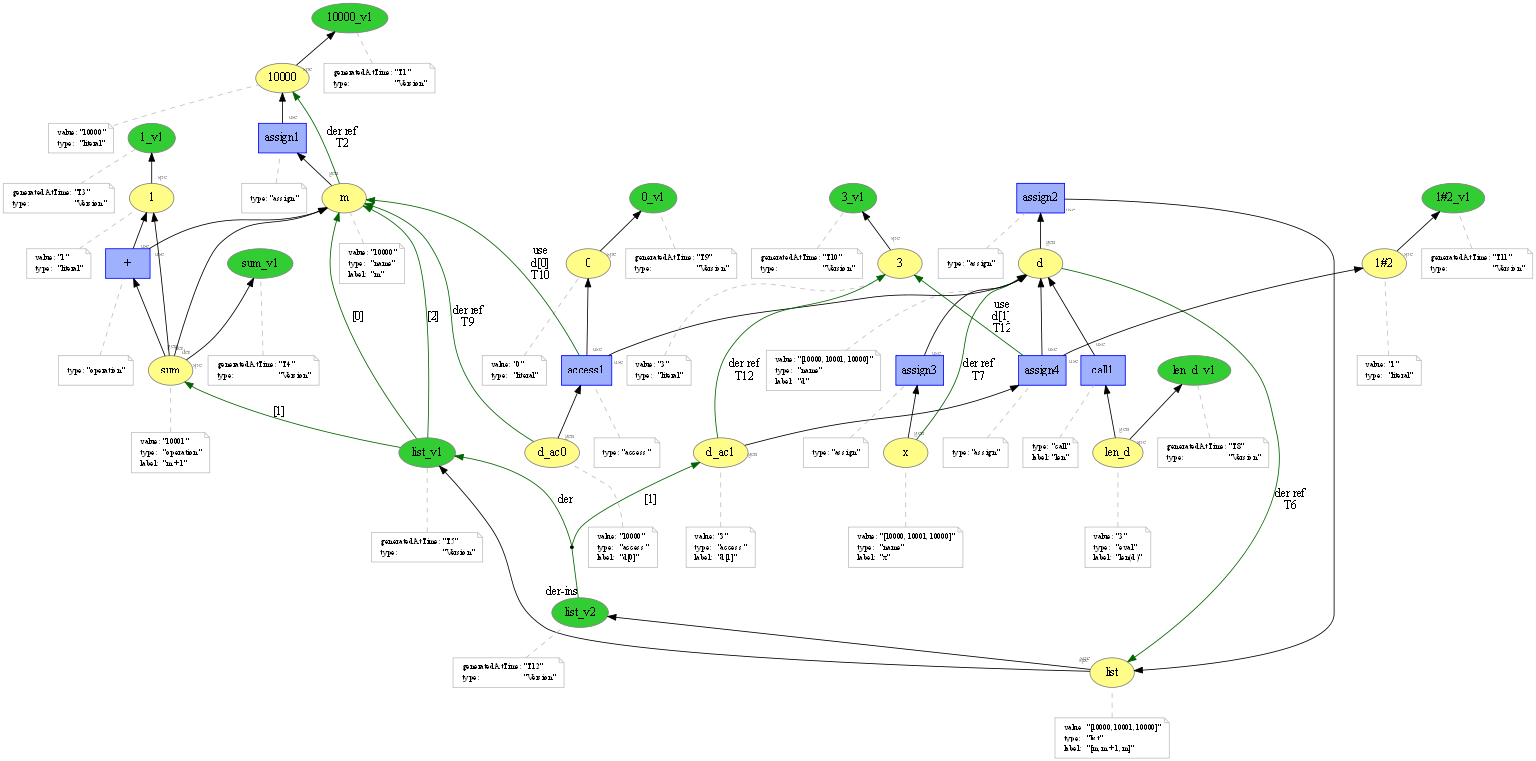 10000_v1
10000
generatedAtTime: "T1"
type: "Version"
value: "10000"
type: "literal"
1_v1
assign1
der ref
T2
generatedAtTime: "T3"
type: "Version"
1
type: "assign"
m
0_v1
3_v1
assign2
1#2_v1
value: "1"
type: "literal"
+
sum_v1
value: "10000"
type: "name"
label: "m"
use
d[0]
T10
0
generatedAtTime: "T9"
type: "Version"
generatedAtTime: "T10"
type: "Version"
3
type: "assign"
d
1#2
generatedAtTime: "T11"
type: "Version"
[0]
[2]
der ref
T9
use
d[1]
T12
type: "operation"
sum
generatedAtTime: "T4"
type: "Version"
value: "0"
type: "literal"
access1
value: "3"
type: "literal"
der ref
T12
value: "[10000, 10001, 10000]"
type: "name"
label: "d"
assign3
der ref
T7
assign4
call1
len_d_v1
value: "1"
type: "literal"
[1]
value: "10001"
type: "operation"
label: "m+1"
list_v1
d_ac0
type: "access"
d_ac1
type: "assign"
x
type: "assign"
type: "call"
label: "len"
len_d
generatedAtTime: "T8"
type: "Version"
der
[1]
der ref
T6
generatedAtTime: "T5"
type: "Version"
value: "10000"
type: "access"
label: "d[0]"
value: "3"
type: "access"
label: "d[1]"
value: "[10000, 10001, 10000]"
type: "name"
label: "x"
value: "3"
type: "eval"
label: "len(d)"
der-ins
list_v2
generatedAtTime: "T12"
type: "Version"
list
value: "[10000, 10001, 10000]"
type: "list"
label: "[m, m+1, m]"